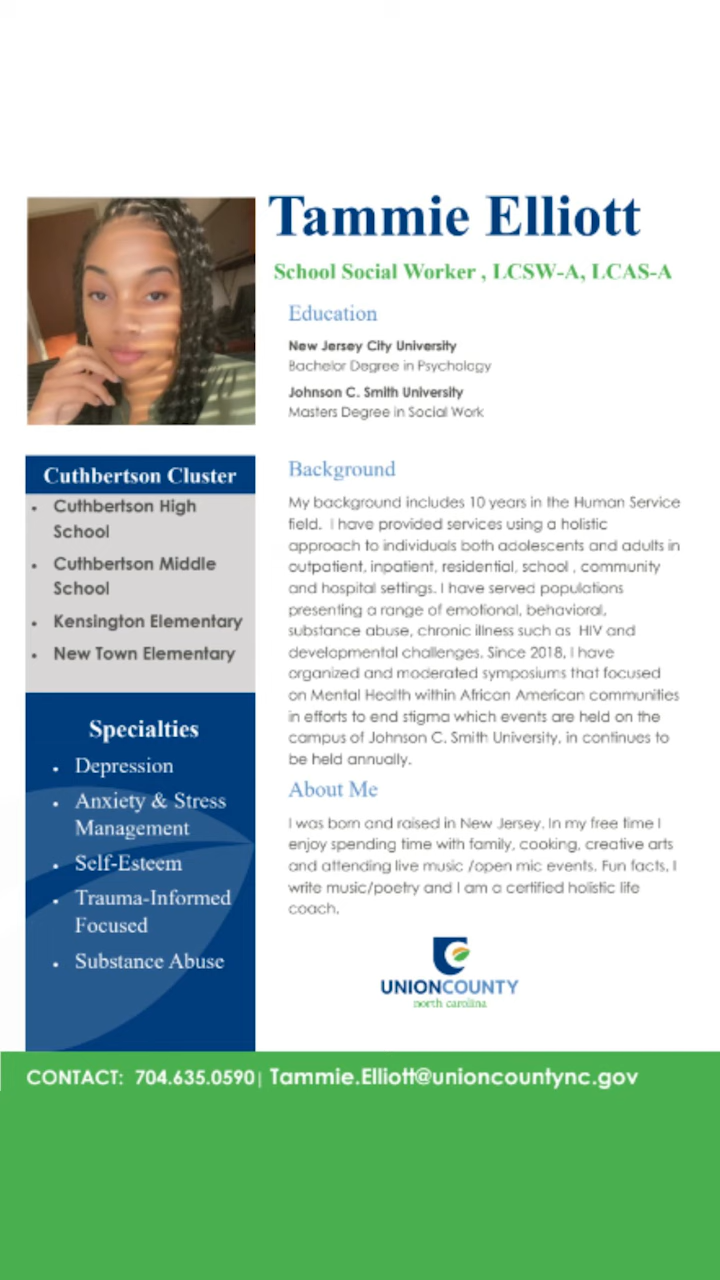 Tammie Elliott
School Social Worker , LCSW-A, LCAS-A
Education
New Jersey City University
Bachelor Degree in Psychology
Johnson C. Smith University
Masters Degree in Social Work
Cuthbertson Cluster
• Cuthbertson High
School
• Cuthbertson Middle
School
• Kensington Elementary
• New Town Elementary
Specialties
• Depression
• Anxiety & Stress
Management
• Self-Esteem
• Trauma-Informed
Focused
• Substance Abuse
Background
My background includes 10 years in the Human Service
field. I have provided services using a holistic
approach to individuals both adolescents and adults in
outpatient, inpatient, residential, school , community
and hospital settings. I have served populations
presenting a range of emotional, behavioral,
substance abuse, chronic illness such as HIV and
developmental challenges. Since 2018, I have
organized and moderated symposiums that focused
on Mental Health within African American communities
in efforts to end stigma which events are held on the
campus of Johnson C. Smith University, in continues to
be held annually.
About Me
I was born and raised in New Jersey. In my free time I
enjoy spending time with family, cooking, creative arts
and attending live music /open mic events. Fun facts, I
write music/poetry and I am a certified holistic life
coach.
UNIONCOUNTY
north carolina
CONTACT: 704.635.0590| Tammie.Elliott@unioncountync.gov